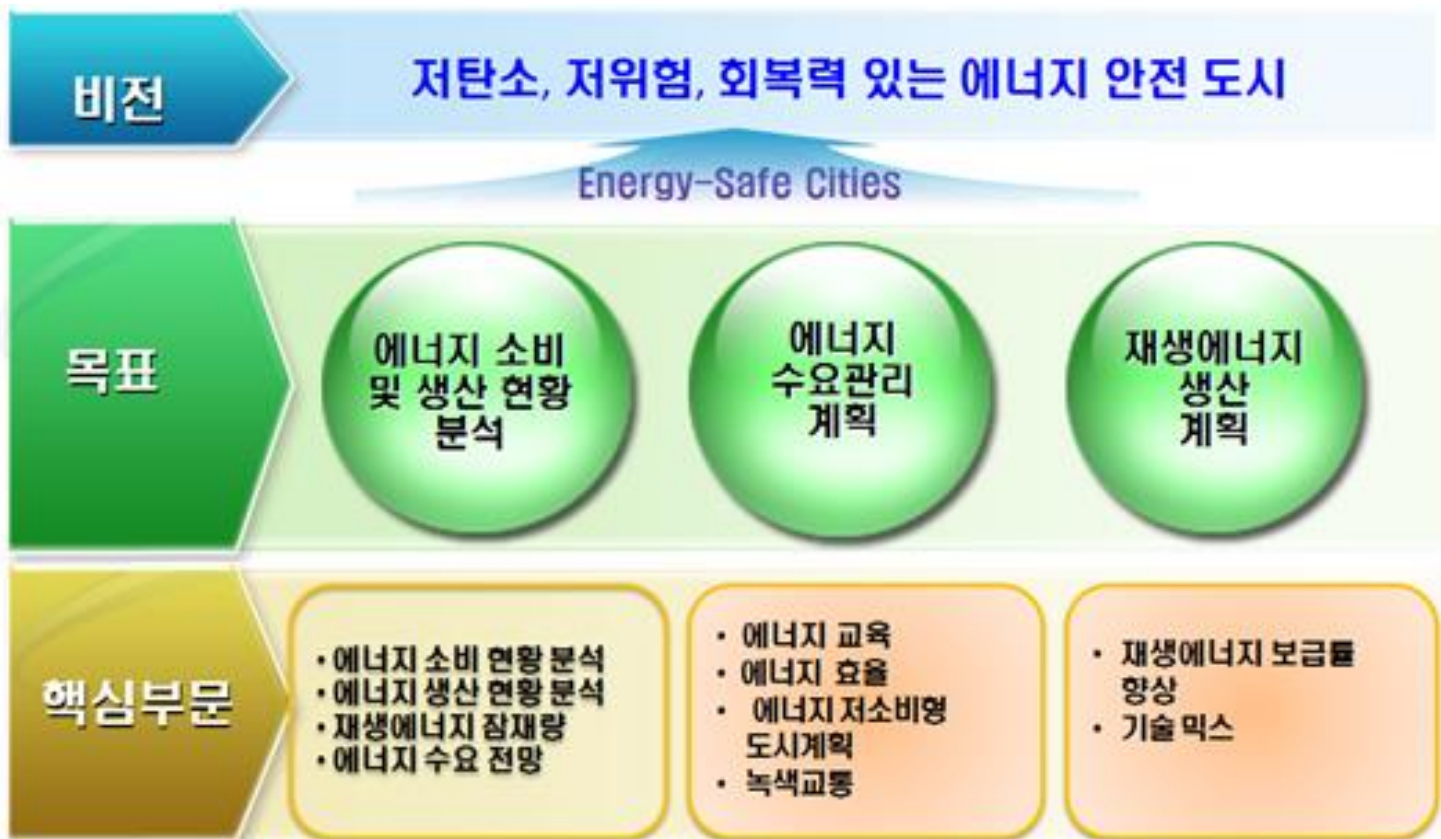 비전
저탄소, 저위험, 회복력 있는 에너지 안전 도시
Energy-Safe Cities
목표
에너지 소비
및 생산 현황
분석
에너지
수요관리
계획
재생에너지
생산
계획
핵심부문
• 에너지 소비 현황 분석
• 에너지 생산 현황 분석
• 재생에너지 잠재량
• 에너지 수요 전망
• 에너지 교육
• 에너지 효율
• 에너지 저소비형
도시계획
• 녹색교통
• 재생에너지 보급률
향상
• 기술 믹스